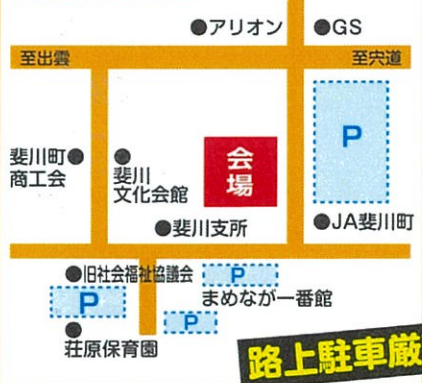 ●アリオン
●GS
至出雲
至宍道
P
斐川町●
商工会
●
斐川
文化会館
会
場
●斐川支所
●JA斐川町
●旧社会福祉協議会
P
P
まめなが一番館
P
●
荘原保育園
路上駐車厳